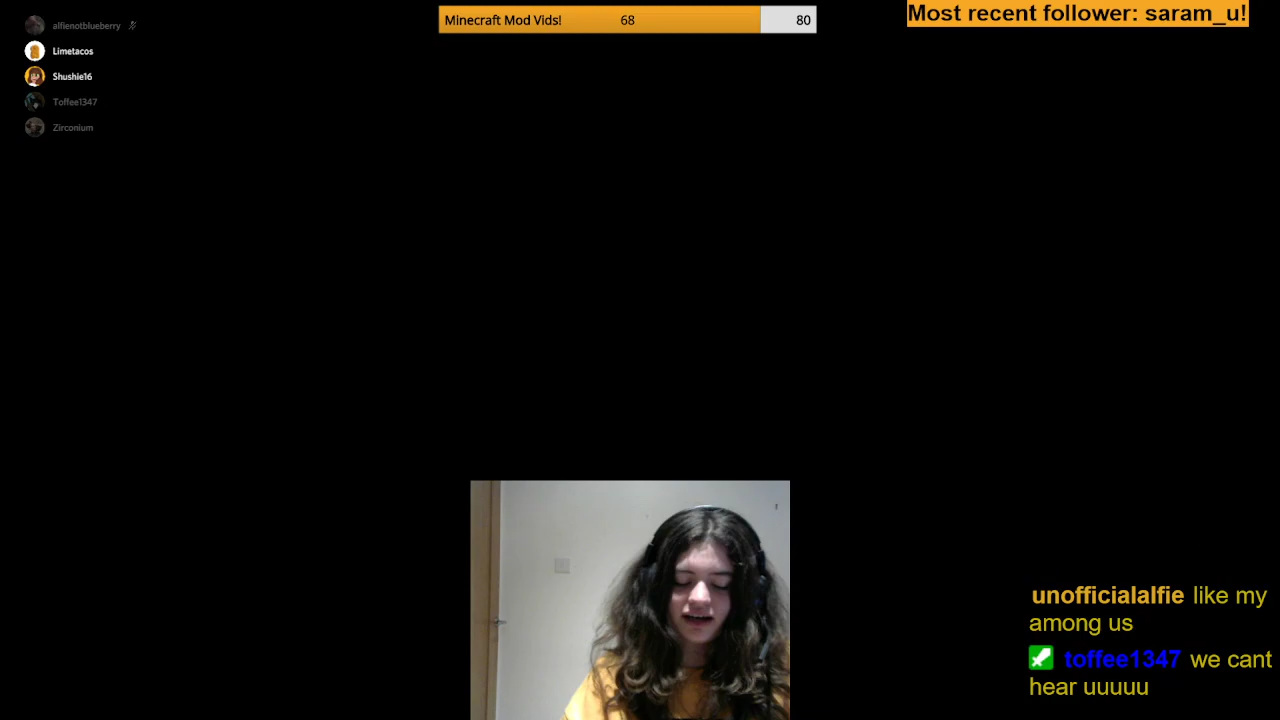 alfienotblueberry
Limetacos
Shushie16
Toffee1347
Zirconium
Minecraft Mod Vids! 68 80
Most recent follower: saram_u!
unofficialalfie like my
among us
toffee1347 we cant
hear uuuuu